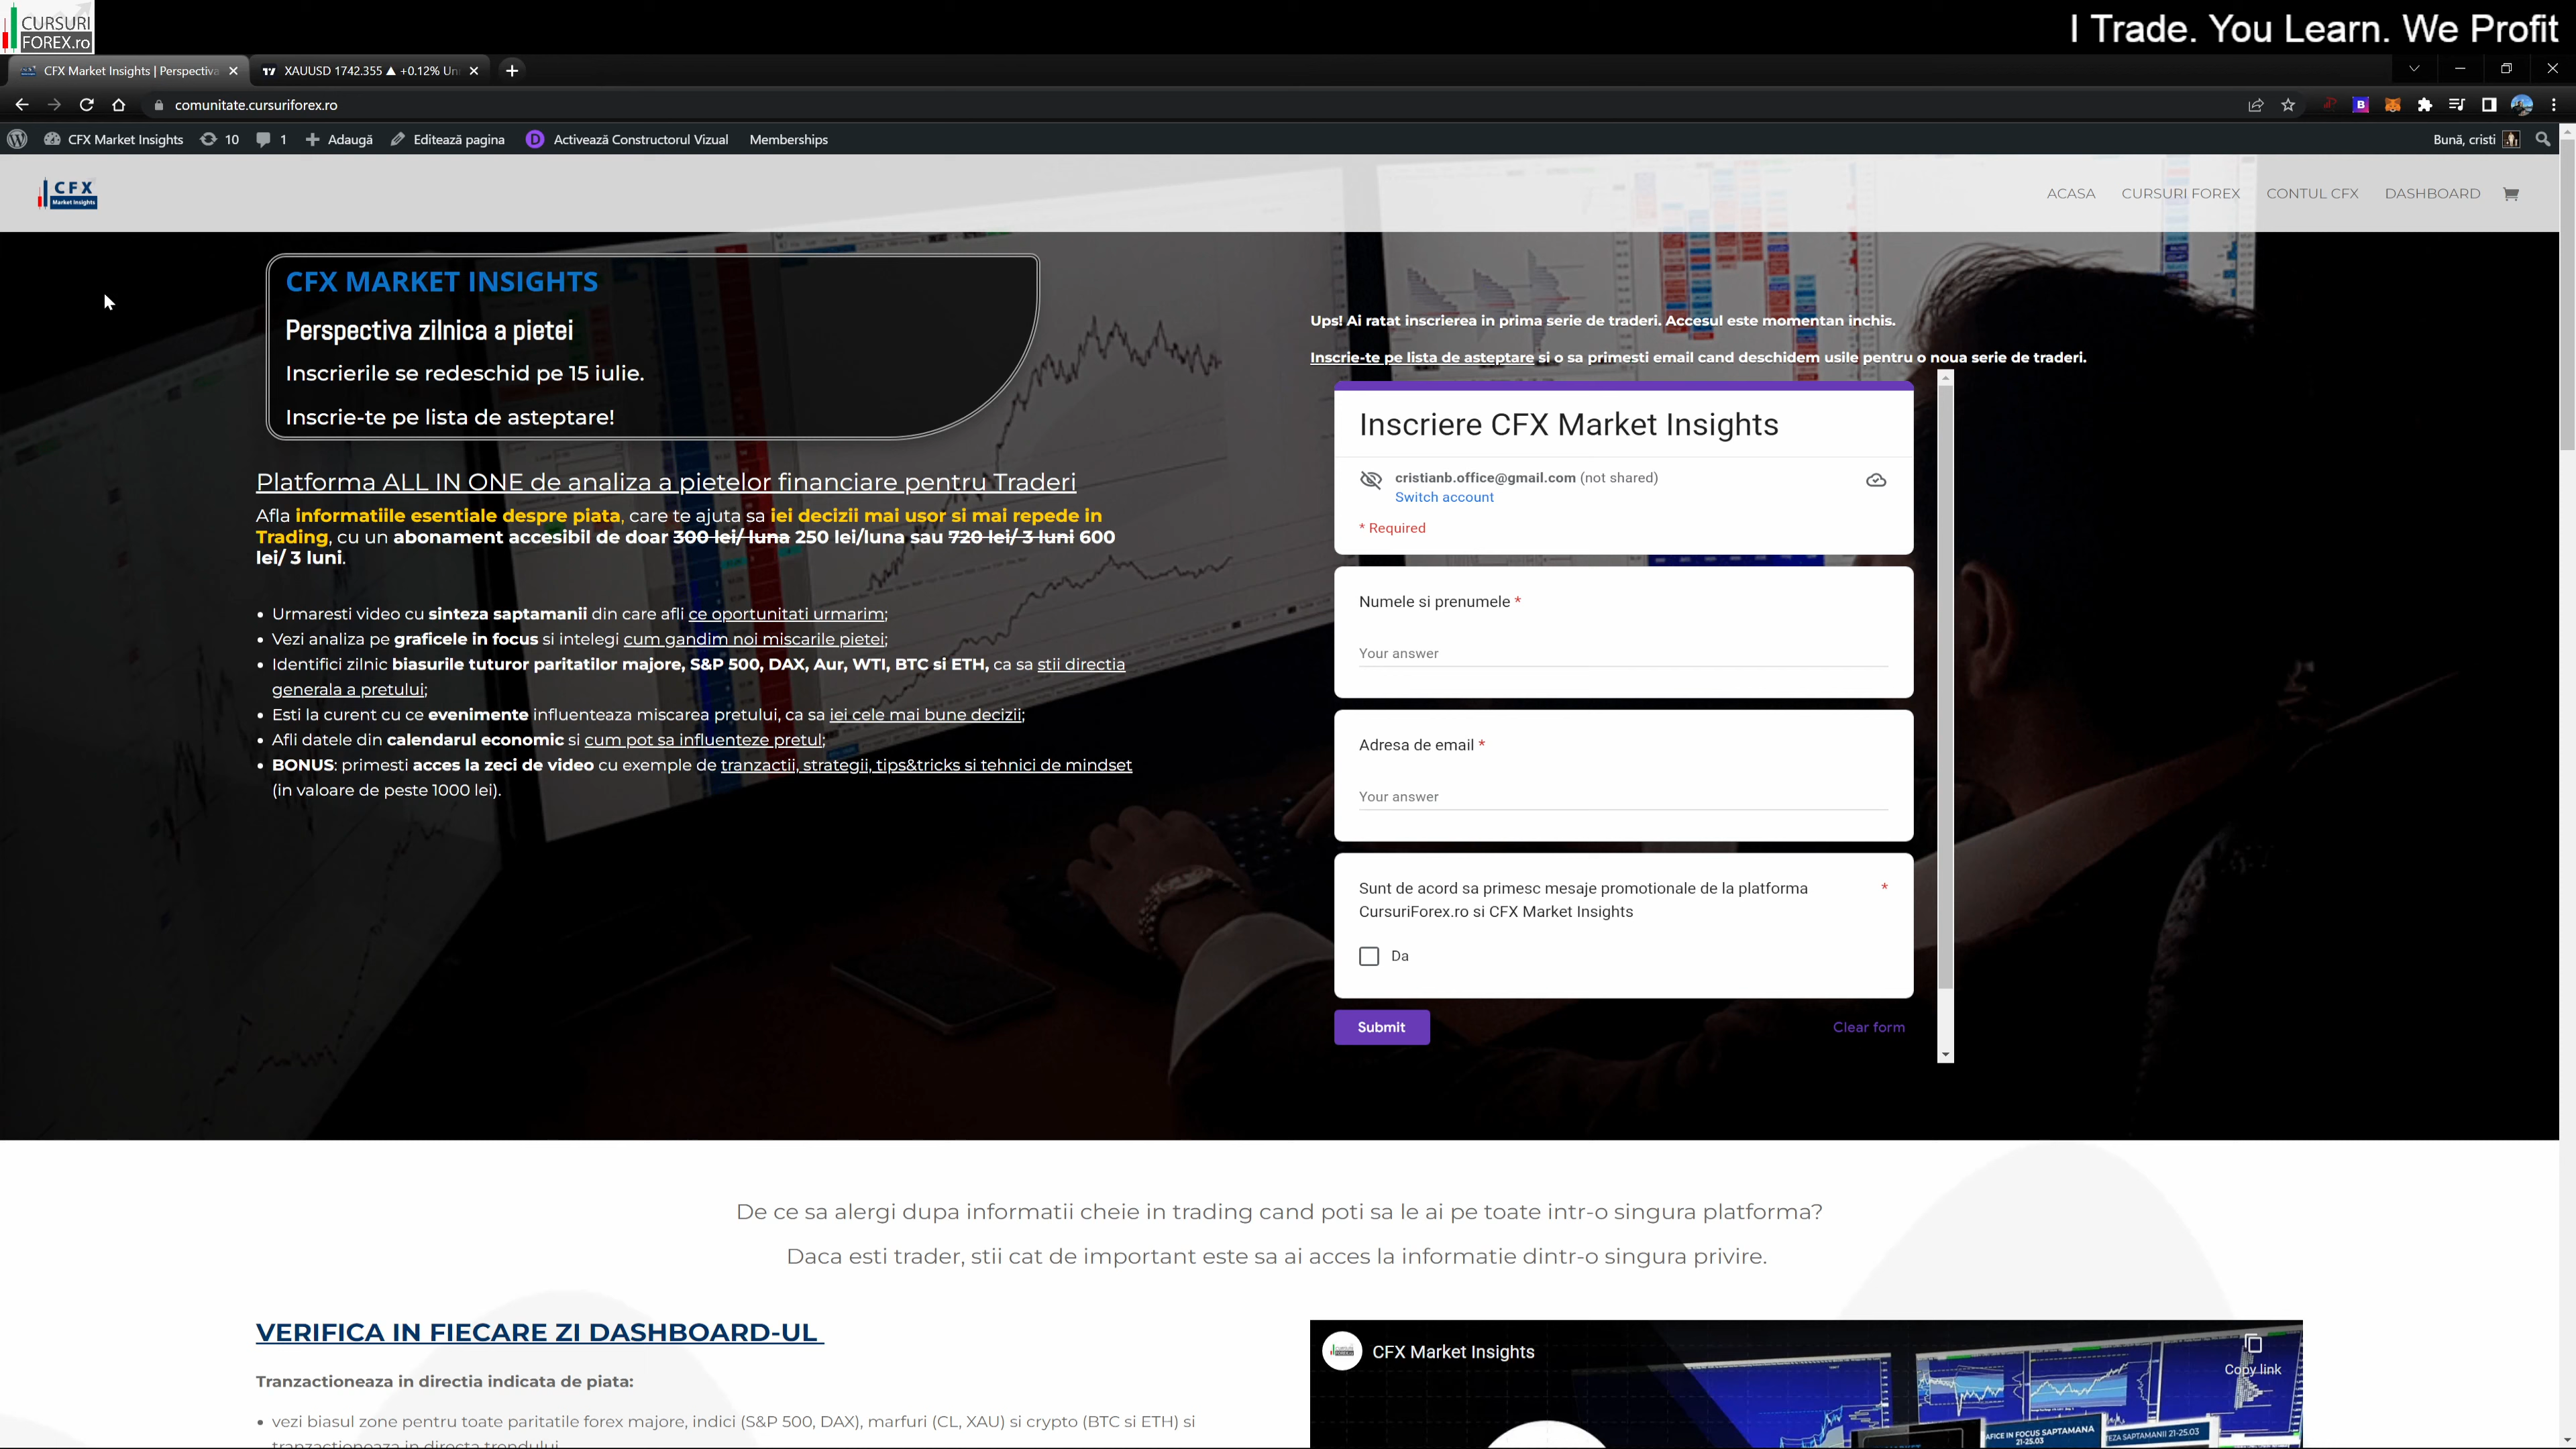 CURSURI
FOREX.ro
I Trade. You Learn. We Profit
CFX Market Insights | Perspectiva
XAUUSD 1742.355 ▲ +0.12% Un
comunitate.cursuriforex.ro
CFX Market Insights
10
1
Adaugă
Editează pagina
D
Activează Constructorul Vizual
Memberships
Bună, cristi
CFX
Market Insights
ACASA
CURSURI FOREX
CONTUL CFX
DASHBOARD
CFX MARKET INSIGHTS
Perspectiva zilnica a pietei
Inscrierile se redeschid pe 15 iulie.
Inscrie-te pe lista de asteptare!
Platforma ALL IN ONE de analiza a pietelor financiare pentru Traderi
Afla informatiile esentiale despre piata, care te ajuta sa iei decizii mai usor si mai repede in
Trading, cu un abonament accesibil de doar 300 lei/ luna 250 lei/luna sau 720 lei/ 3 luni 600
lei/ 3 luni.
• Urmaresti video cu sinteza saptamanii din care afli ce oportunitati urmarim;
• Vezi analiza pe graficele in focus si intelegi cum gandim noi miscarile pietei;
• Identifici zilnic biasurile tuturor paritatilor majore, S&P 500, DAX, Aur, WTI, BTC si ETH, ca sa stii directia
generala a pretului;
• Esti la curent cu ce evenimente influenteaza miscarea pretului, ca sa iei cele mai bune decizii;
• Afli datele din calendarul economic si cum pot sa influenteze pretul;
• BONUS: primesti acces la zeci de video cu exemple de tranzactii, strategii, tips&tricks si tehnici de mindset
(in valoare de peste 1000 lei).
Ups! Ai ratat inscrierea in prima serie de traderi. Accesul este momentan inchis.
Inscrie-te pe lista de asteptare si o sa primesti email cand deschidem usile pentru o noua serie de traderi.
Inscriere CFX Market Insights
cristianb.office@gmail.com (not shared)
Switch account
* Required
Numele si prenumele *
Your answer
Adresa de email *
Your answer
Sunt de acord sa primesc mesaje promotionale de la platforma *
CursuriForex.ro si CFX Market Insights
Da
Submit
Clear form
De ce sa alergi dupa informatii cheie in trading cand poti sa le ai pe toate intr-o singura platforma?
Daca esti trader, stii cat de important este sa ai acces la informatie dintr-o singura privire.
VERIFICA IN FIECARE ZI DASHBOARD-UL
Tranzactioneaza in directia indicata de piata:
• vezi biasul zone pentru toate paritatile forex majore, indici (S&P 500, DAX), marfuri (CL, XAU) si crypto (BTC si ETH) si
tranzactioneaza in directa trendului
CFX Market Insights
Copy link
AFICE IN FOCUS SAPTAMANA
21-25.03
TEZA SAPTAMANII 21-25.03